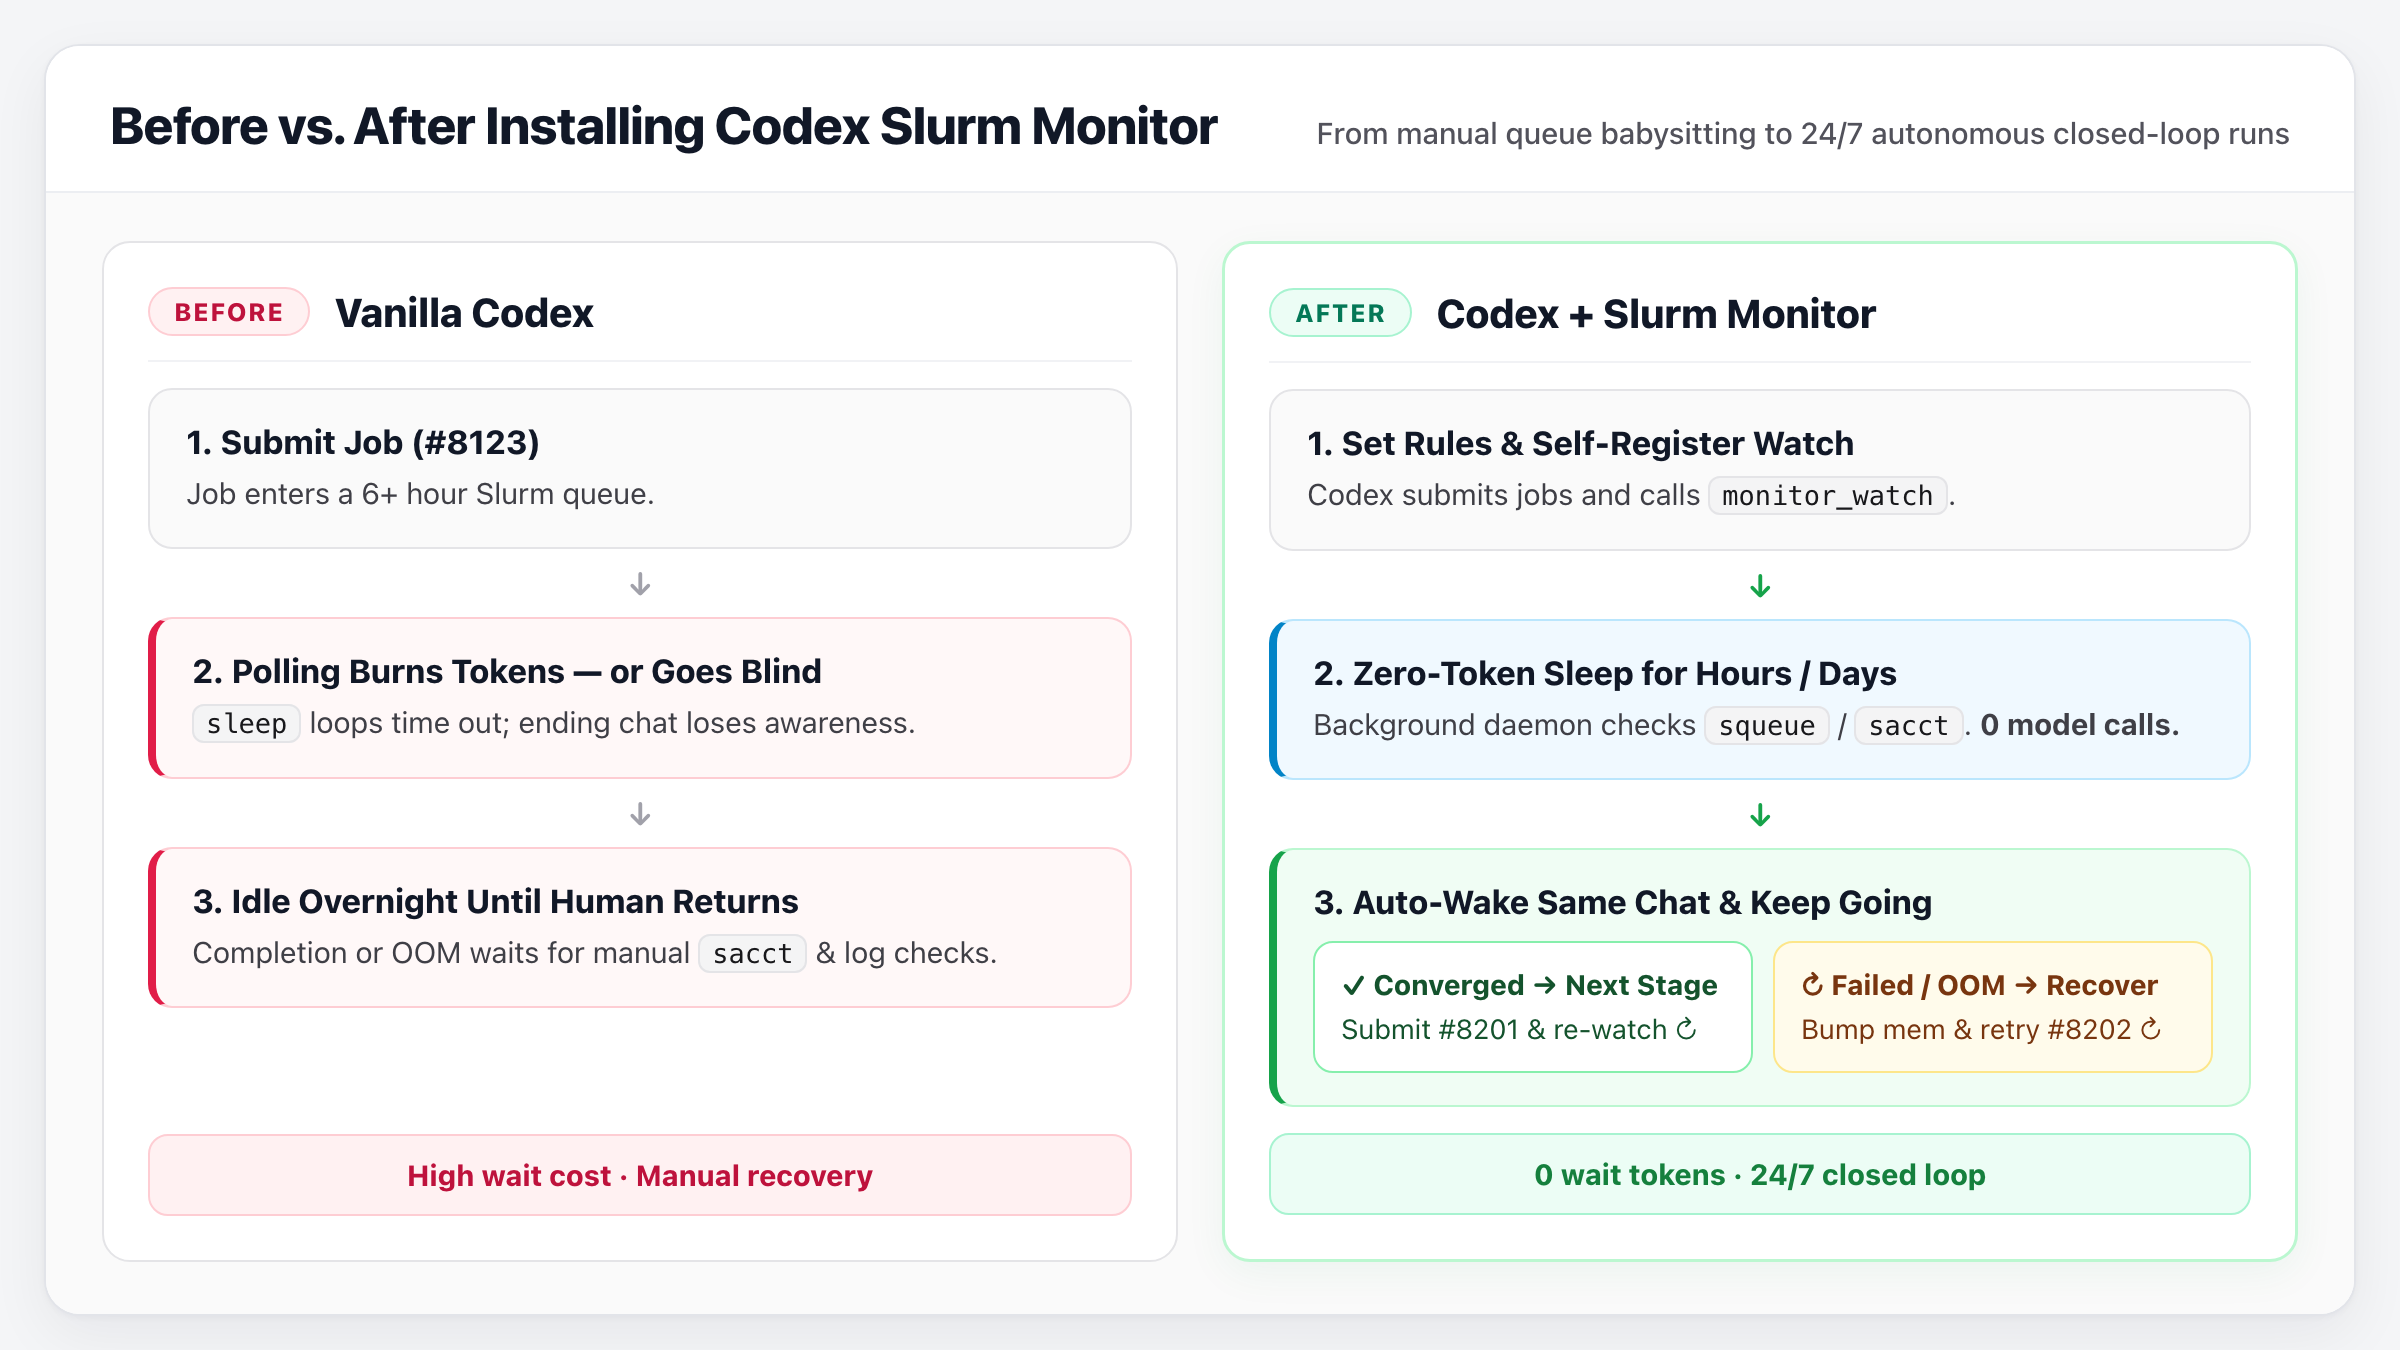 Before vs. After Installing Codex Slurm Monitor
From manual queue babysitting to 24/7 autonomous closed-loop runs
BEFORE
Vanilla Codex
1. Submit Job (#8123)
Job enters a 6+ hour Slurm queue.
↓
2. Polling Burns Tokens — or Goes Blind
sleep loops time out; ending chat loses awareness.
↓
3. Idle Overnight Until Human Returns
Completion or OOM waits for manual sacct & log checks.
High wait cost · Manual recovery
AFTER
Codex + Slurm Monitor
1. Set Rules & Self-Register Watch
Codex submits jobs and calls monitor_watch.
↓
2. Zero-Token Sleep for Hours / Days
Background daemon checks squeue / sacct. 0 model calls.
↓
3. Auto-Wake Same Chat & Keep Going
✓ Converged → Next Stage
Submit #8201 & re-watch ↻
↻ Failed / OOM → Recover
Bump mem & retry #8202 ↻
0 wait tokens · 24/7 closed loop